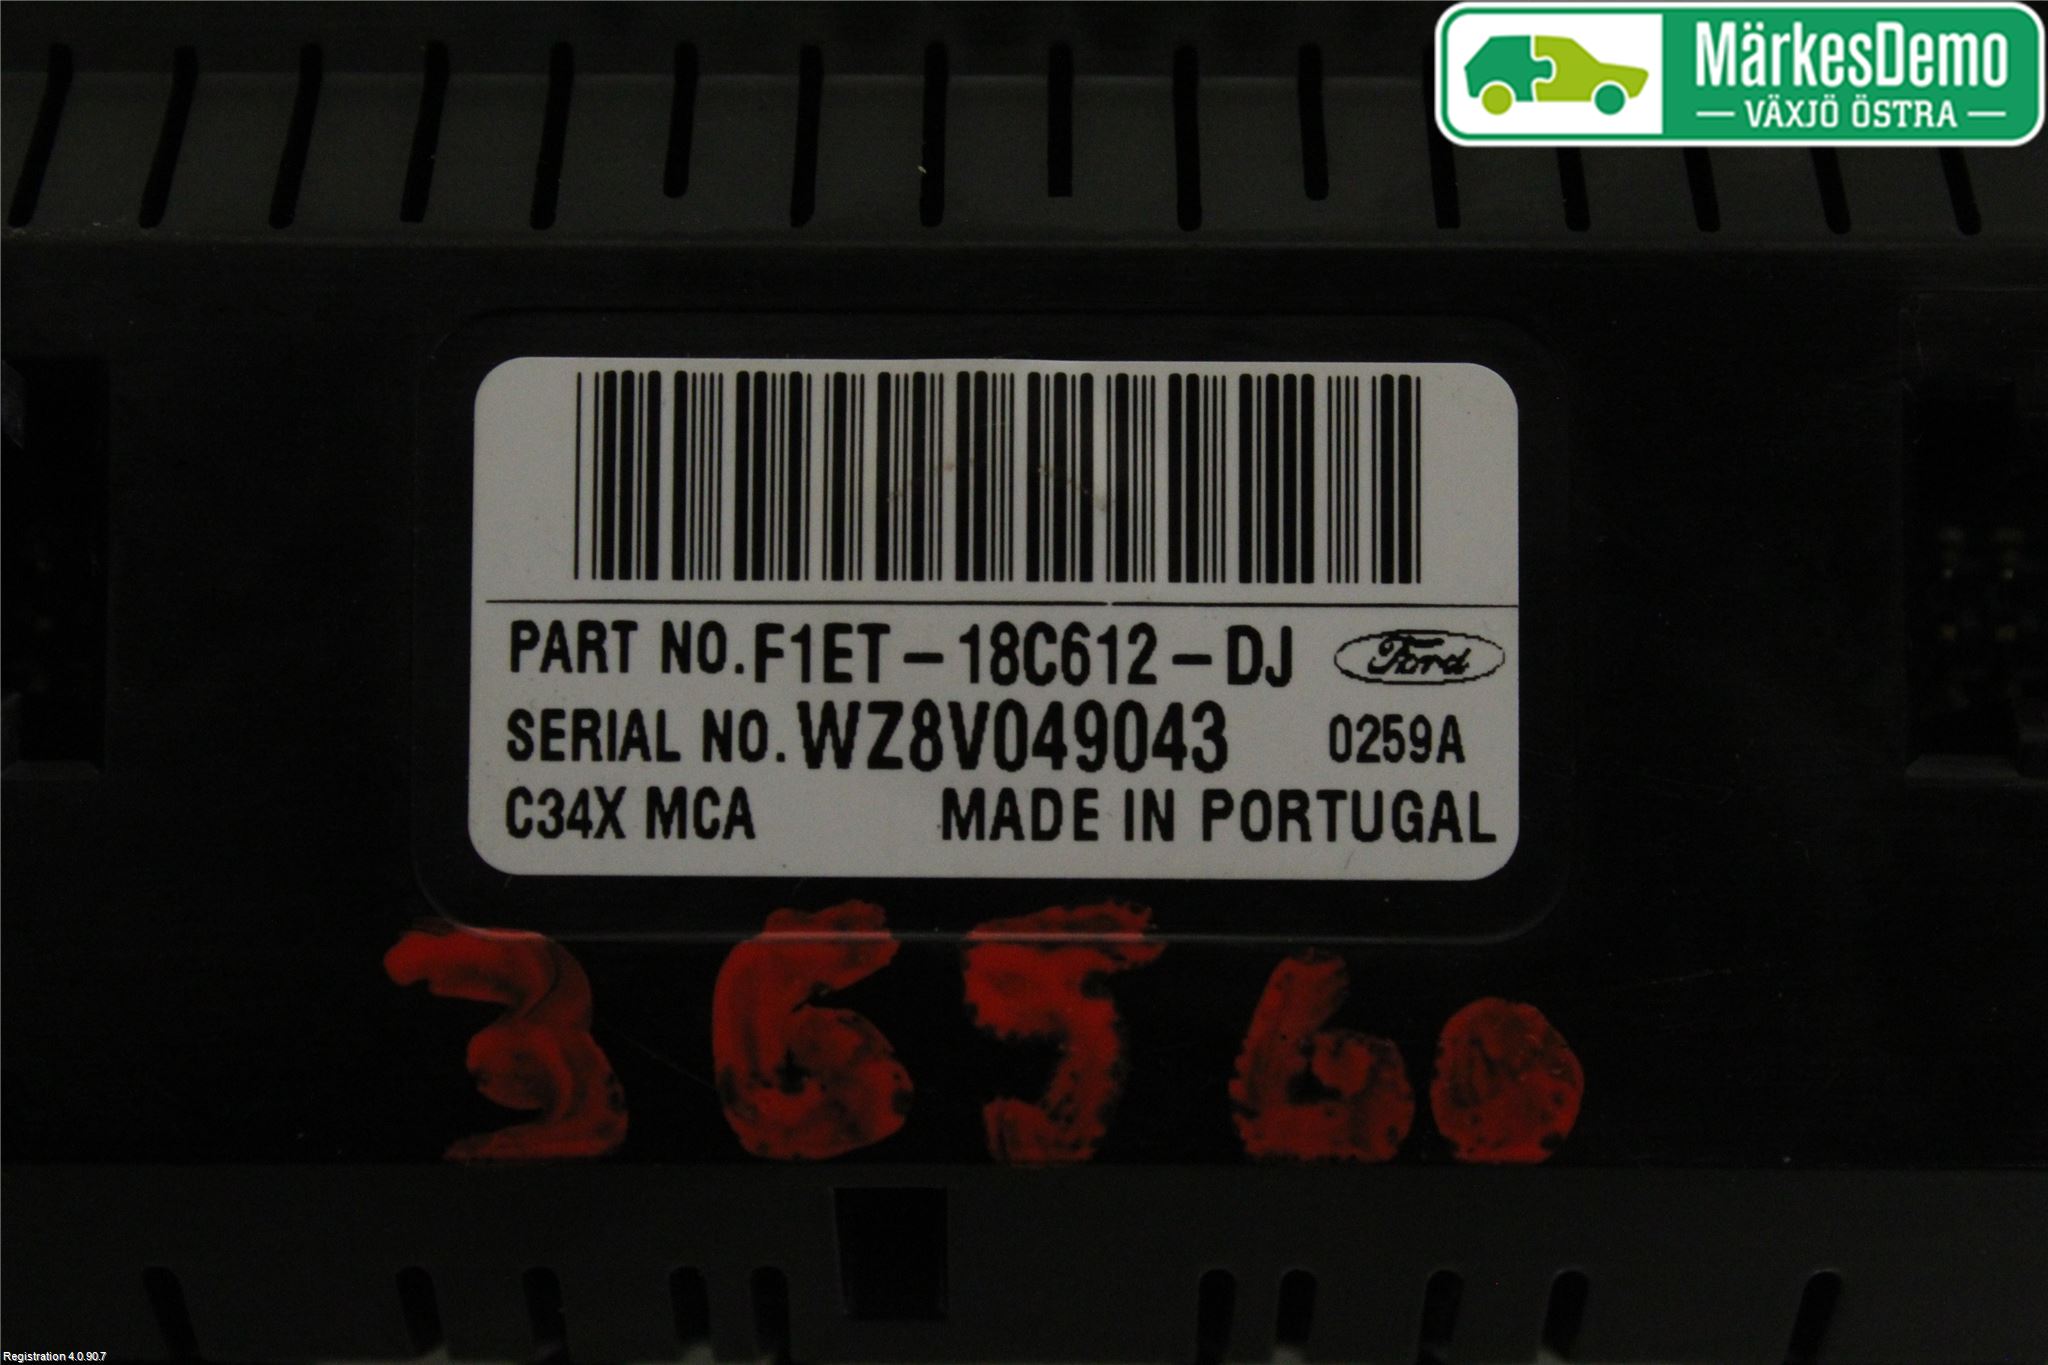 MärkesDemo
VÄXJÖ ÖSTRA
PART NO. F1ET-18C612-DJ Ford
SERIAL NO. WZ8V049043 0259A
C34X MCA MADE IN PORTUGAL
36560
Registration 4.0.90.7